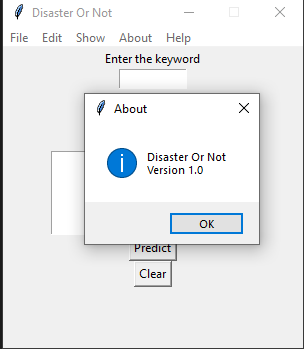 Disaster Or Not
File Edit Show About Help
Enter the keyword
About
Disaster Or Not
Version 1.0
OK
Predict
Clear